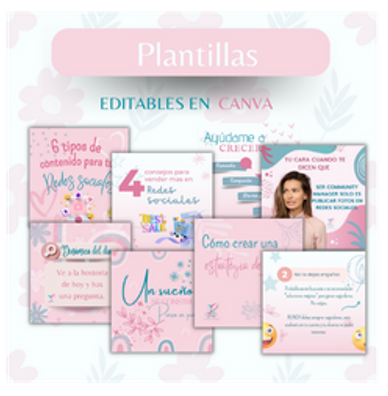 Plantillas
EDITABLES EN CANVA
6 tipos de
contenido para tu
Redes sociales
4
consejos para
vender mas en
Redes
sociales
BEST
SALE
Ayúdame a
CRECER
TU CARA CUANDO TE
DICEN QUE
SER COMMUNITY
MANAGER SOLO ES
PUBLICAR FOTOS EN
REDES SOCIALES
Dinámica del día
Ve a la historia
de hoy y haz
una pregunta.
Un sueño
Cómo crear una
estrategia de
2
No te dejes engañar.